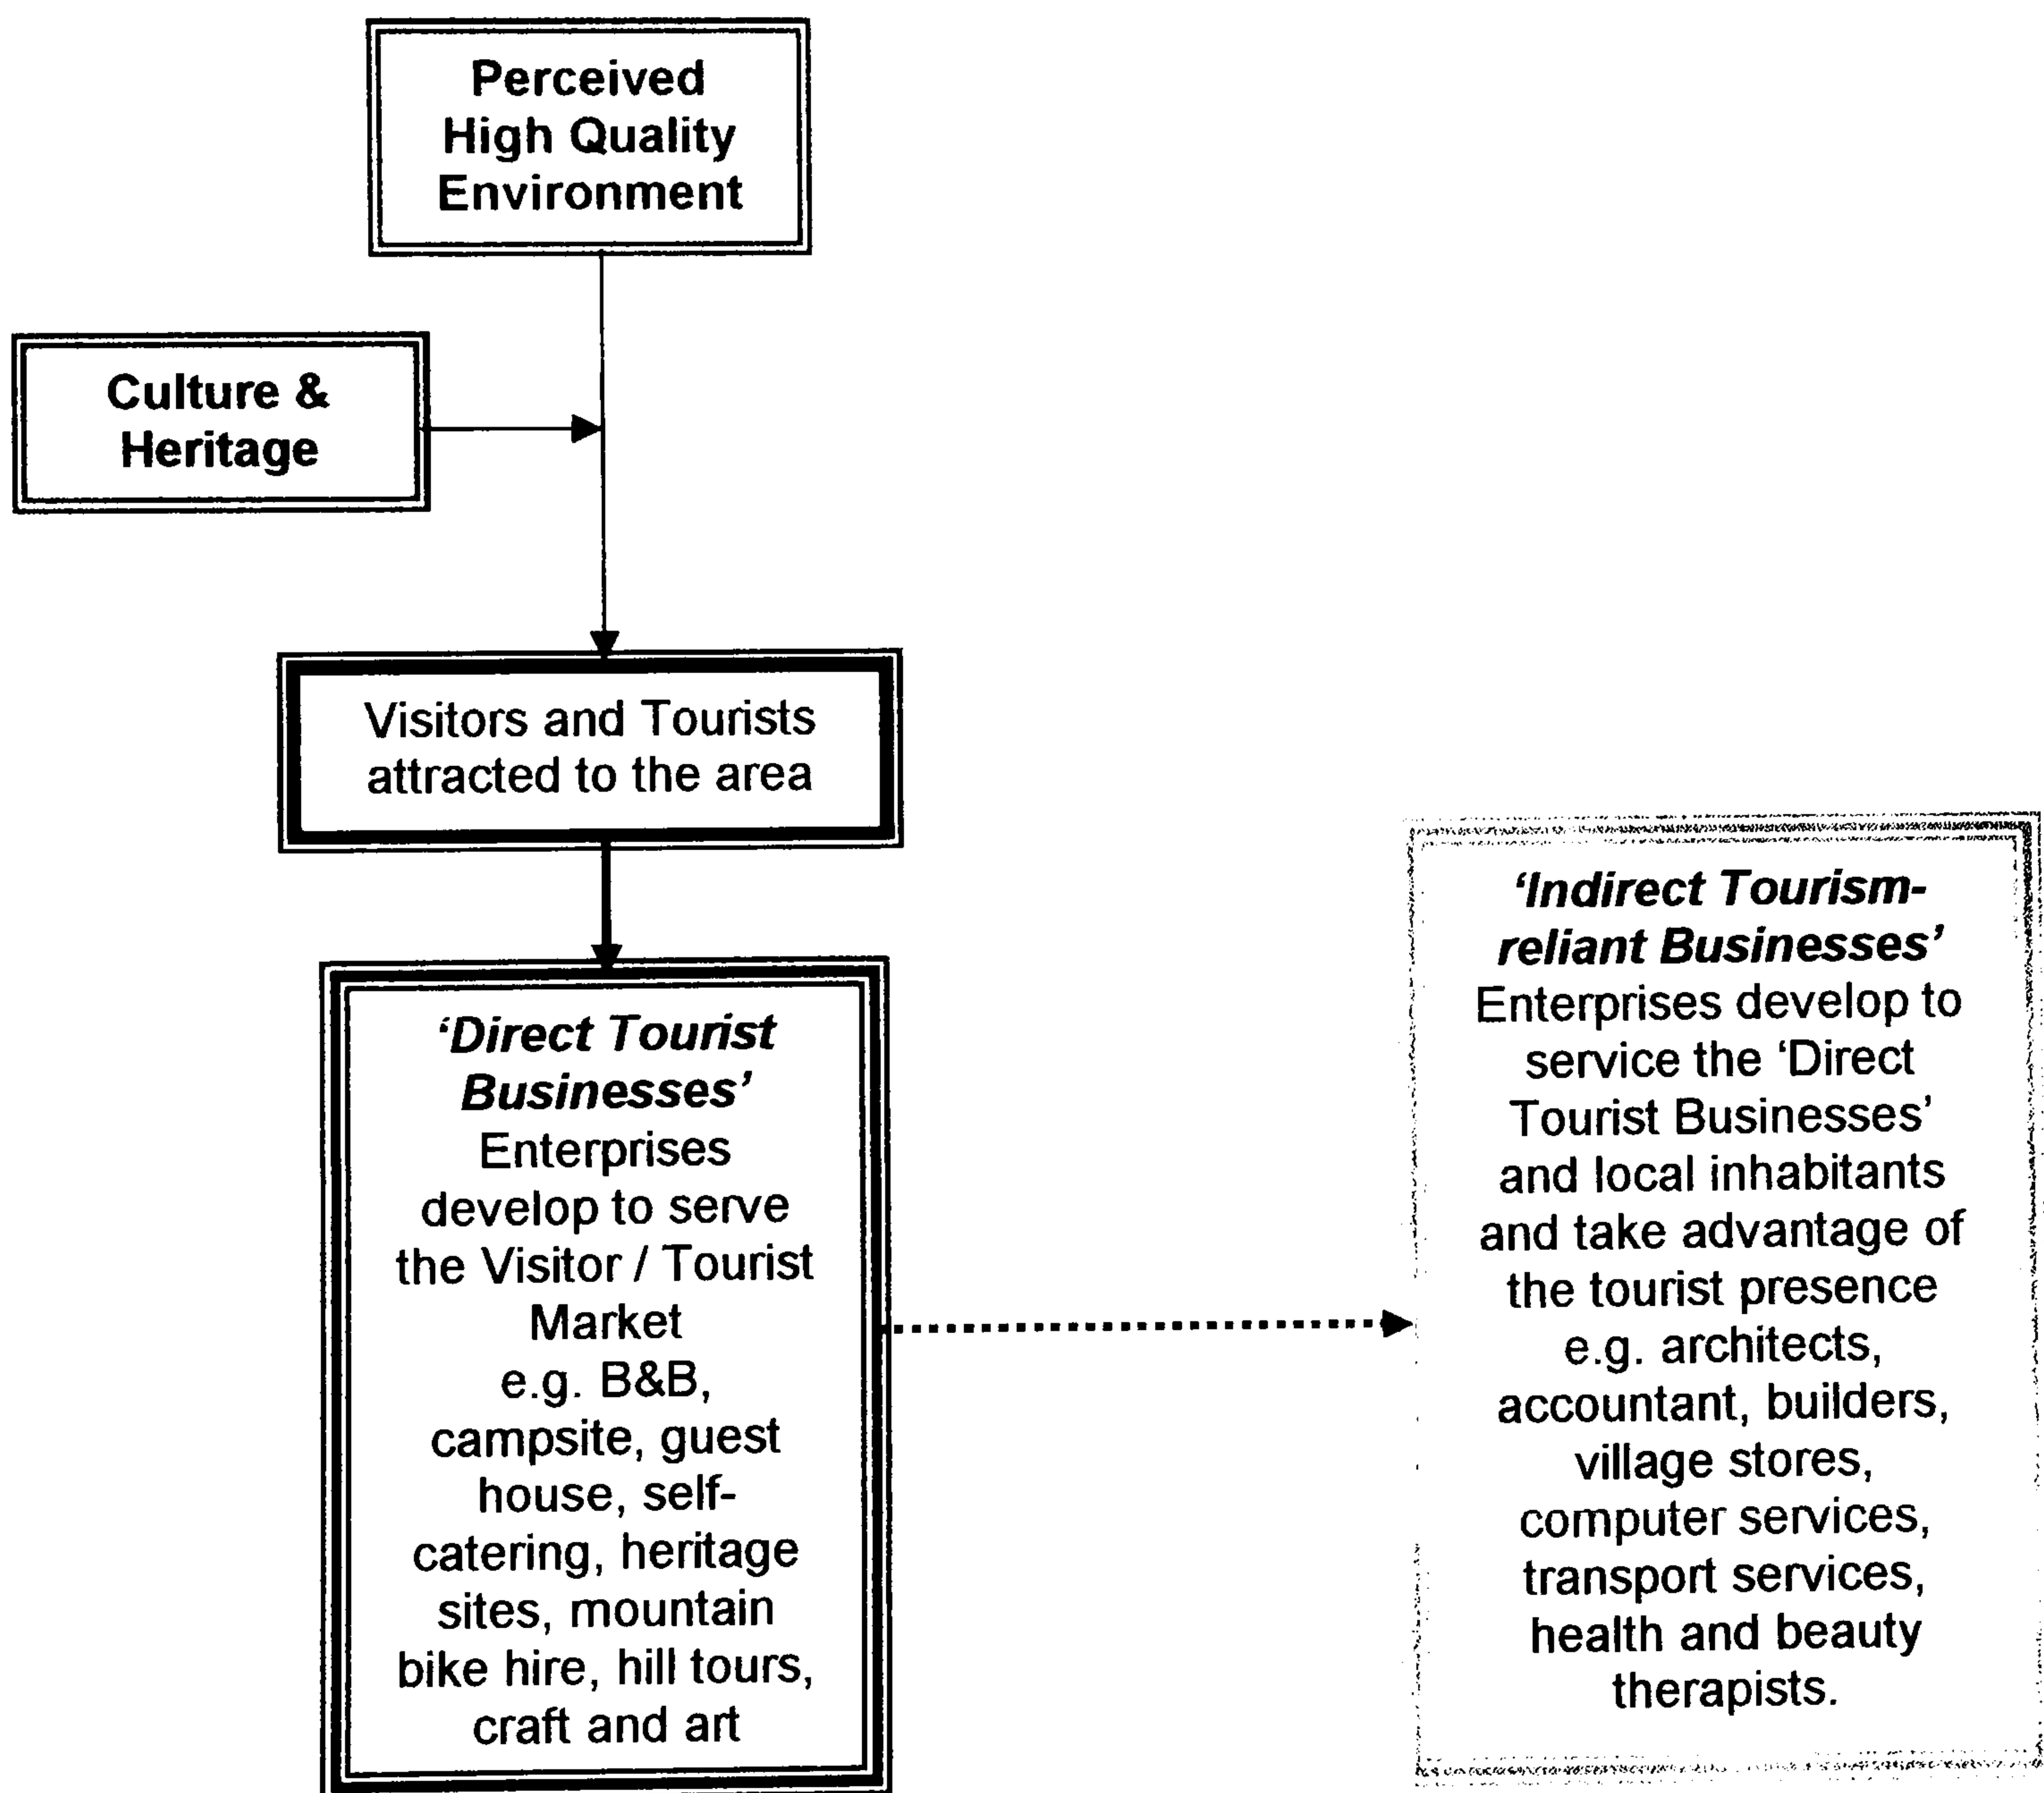 Perceived
High Quality
Environment
Culture &
Heritage
Visitors and Tourists
attracted to the area
‘Direct Tourist
Businesses’
Enterprises
develop to serve
the Visitor / Tourist
Market
e.g. B&B,
campsite, guest
house, self-
catering, heritage
sites, mountain
bike hire, hill tours,
craft and art
‘Indirect Tourism-
reliant Businesses’
Enterprises develop to
service the ‘Direct
Tourist Businesses’
and local inhabitants
and take advantage of
the tourist presence
e.g. architects,
accountant, builders,
village stores,
computer services,
transport services,
health and beauty
therapists.